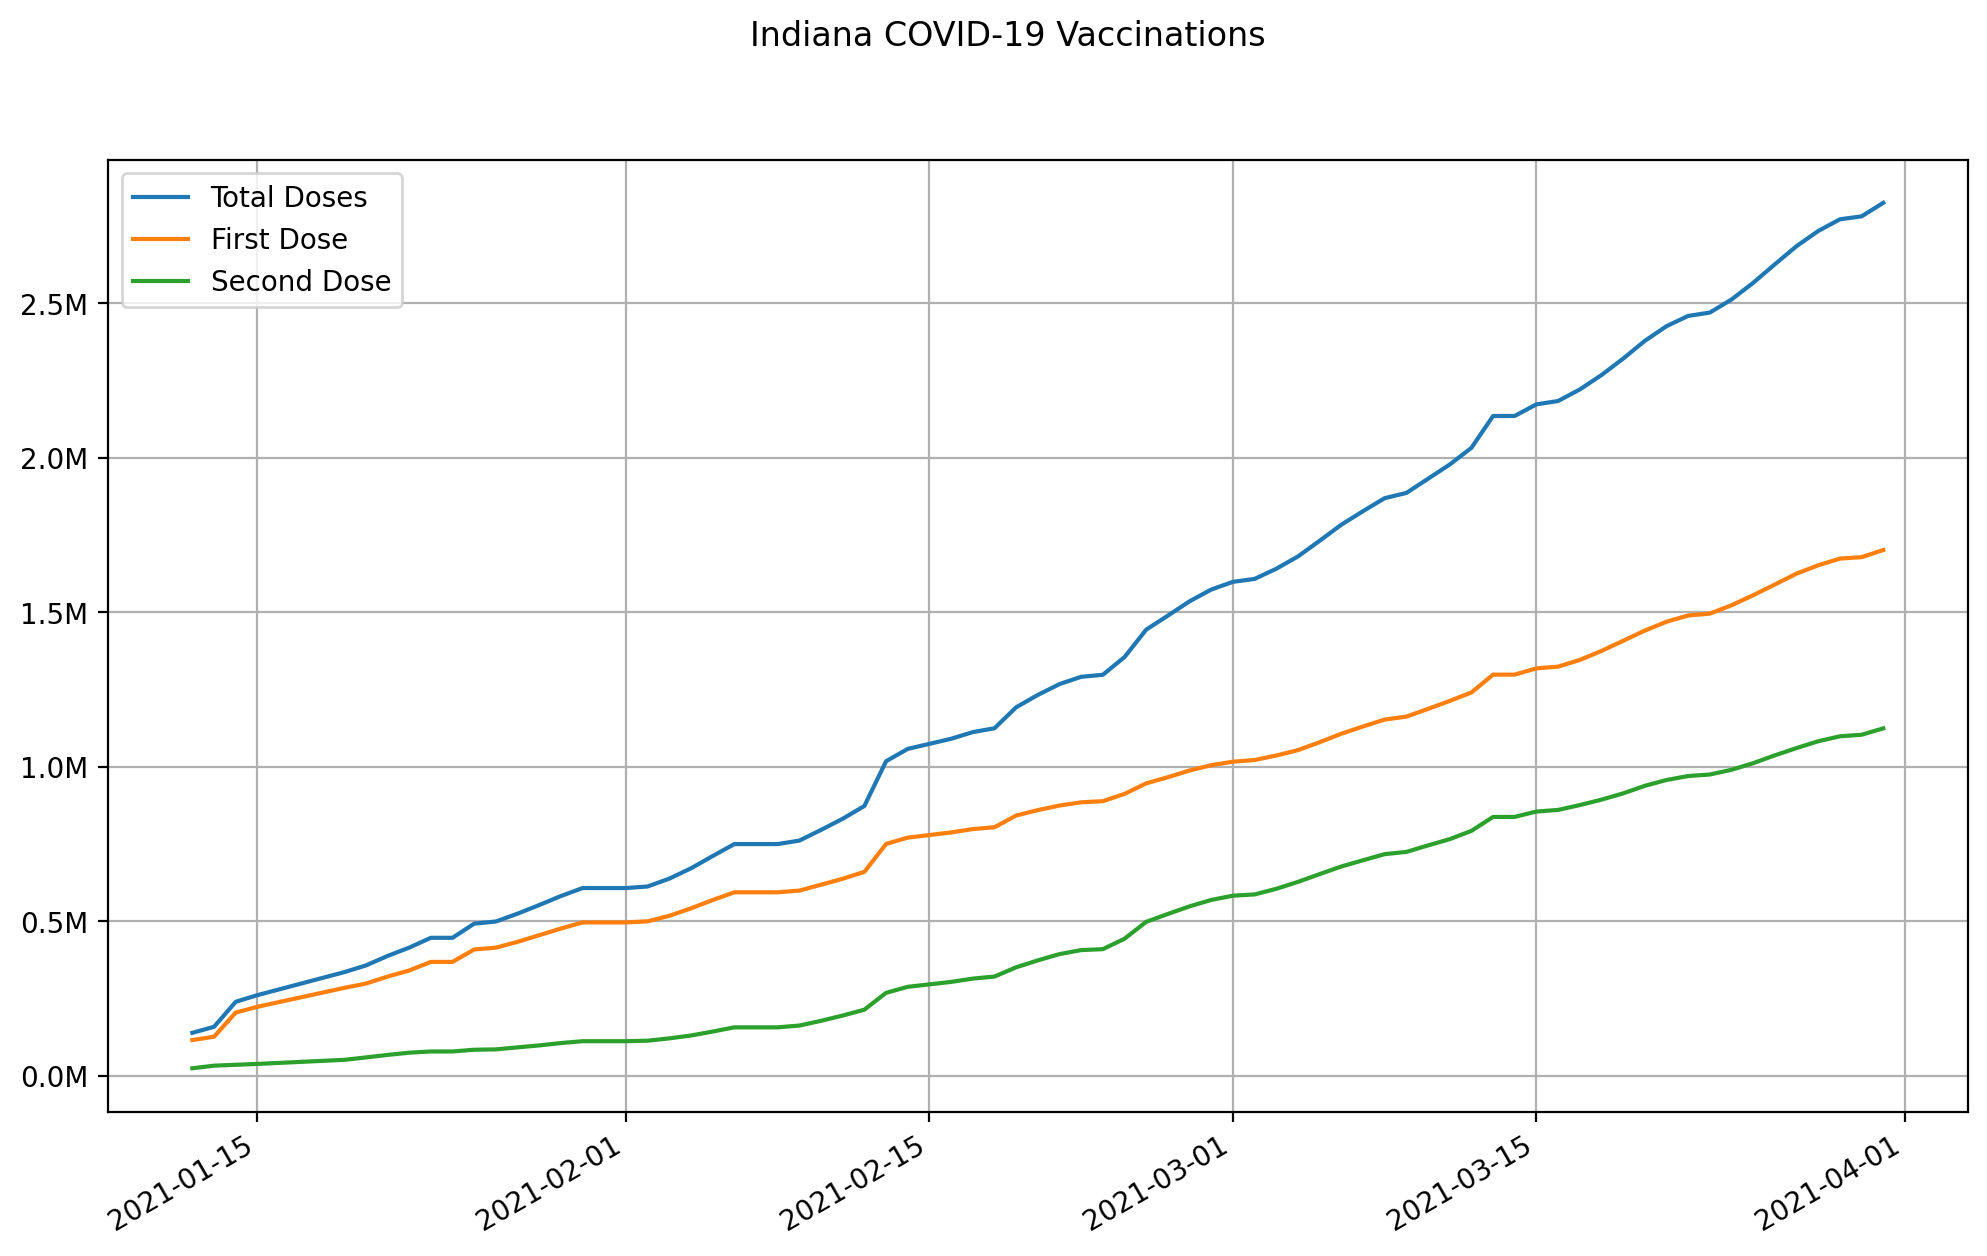 Indiana COVID-19 Vaccinations
Total Doses
First Dose
Second Dose
2.5M
2.0M
1.5M
1.0M
0.5M
0.0M
2021-01-15
2021-02-01
2021-02-15
2021-03-01
2021-03-15
2021-04-01